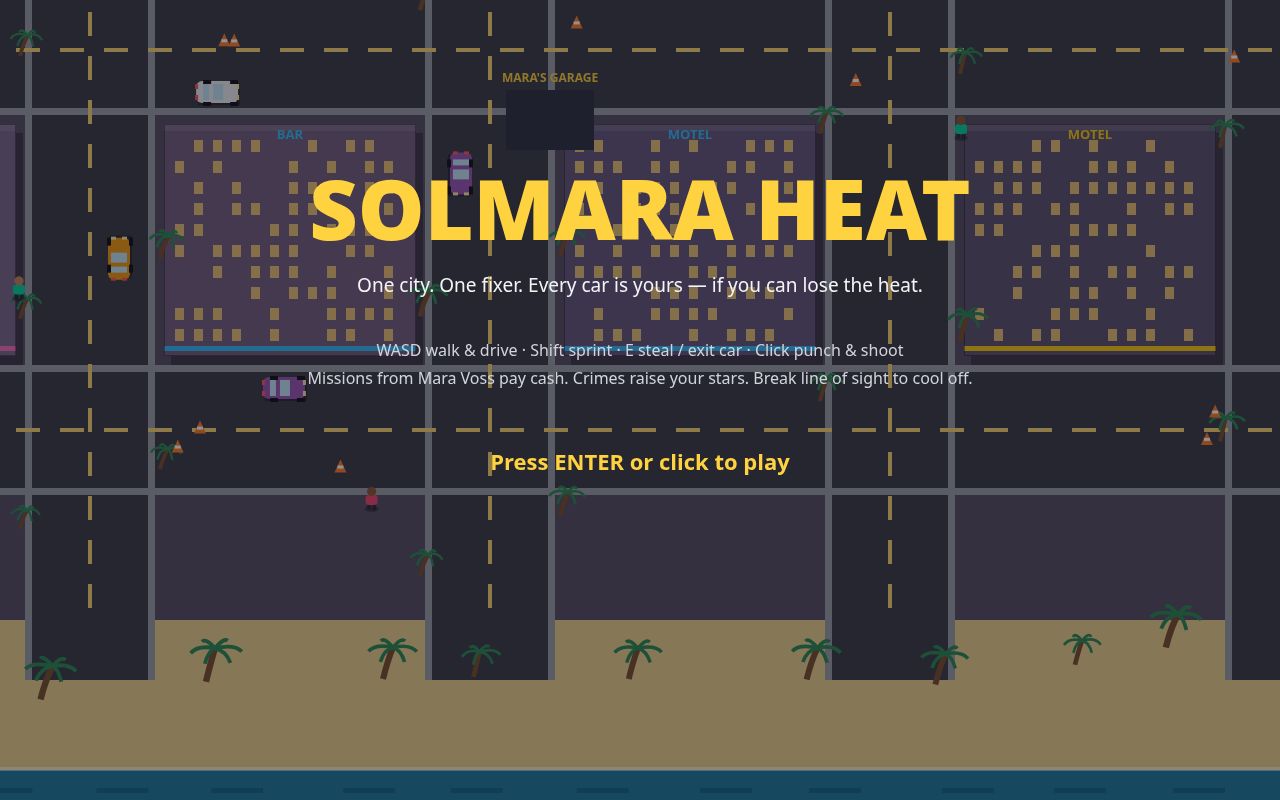 MARA'S GARAGE
BAR
MOTEL
MOTEL
SOLMARA HEAT
One city. One fixer. Every car is yours — if you can lose the heat.
WASD walk & drive · Shift sprint · E steal / exit car · Click punch & shoot
Missions from Mara Voss pay cash. Crimes raise your stars. Break line of sight to cool off.
Press ENTER or click to play